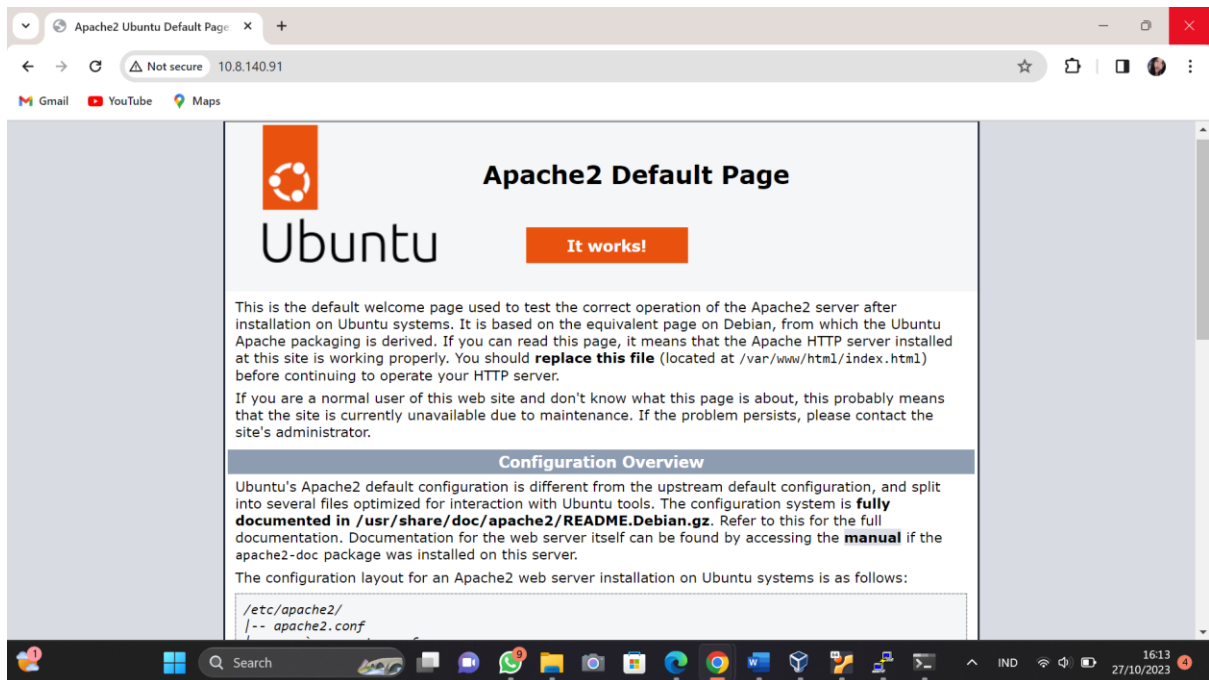 Apache2 Ubuntu Default Page
Not secure
10.8.140.91
Gmail
YouTube
Maps
Ubuntu
Apache2 Default Page
It works!
This is the default welcome page used to test the correct operation of the Apache2 server after
installation on Ubuntu systems. It is based on the equivalent page on Debian, from which the Ubuntu
Apache packaging is derived. If you can read this page, it means that the Apache HTTP server installed
at this site is working properly. You should replace this file (located at /var/www/html/index.html)
before continuing to operate your HTTP server.
If you are a normal user of this web site and don't know what this page is about, this probably means
that the site is currently unavailable due to maintenance. If the problem persists, please contact the
site's administrator.
Configuration Overview
Ubuntu's Apache2 default configuration is different from the upstream default configuration, and split
into several files optimized for interaction with Ubuntu tools. The configuration system is fully
documented in /usr/share/doc/apache2/README.Debian.gz. Refer to this for the full
documentation. Documentation for the web server itself can be found by accessing the manual if the
apache2-doc package was installed on this server.
The configuration layout for an Apache2 web server installation on Ubuntu systems is as follows:
/etc/apache2/
|-- apache2.conf
1
Search
9
IND
16:13
27/10/2023
4